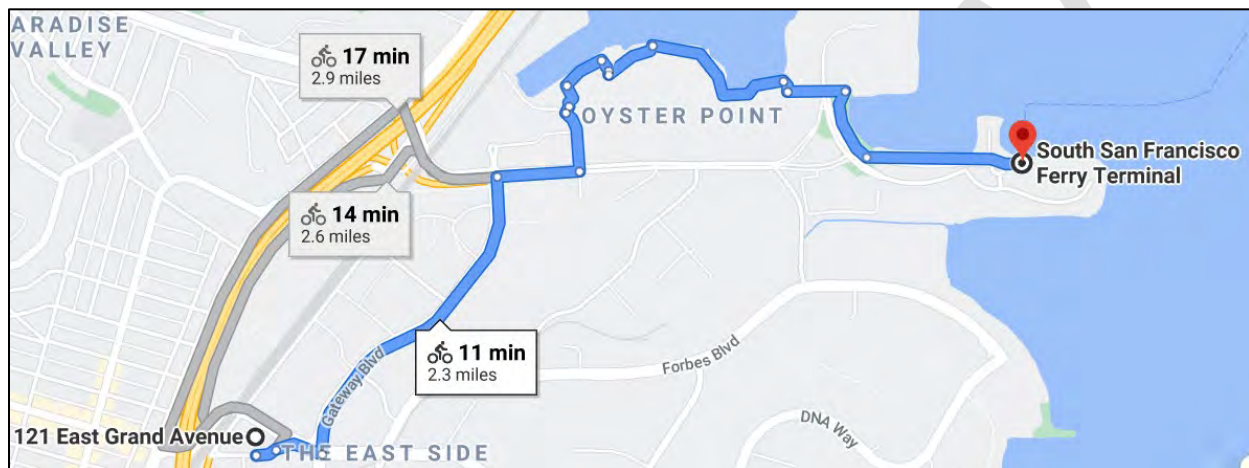 ARADISE
VALLEY
17 min
2.9 miles
OYSTER POINT
South San Francisco
Ferry Terminal
14 min
2.6 miles
11 min
2.3 miles
Gateway Blvd
Forbes Blvd
DNA Way
121 East Grand Avenue
THE EAST SIDE